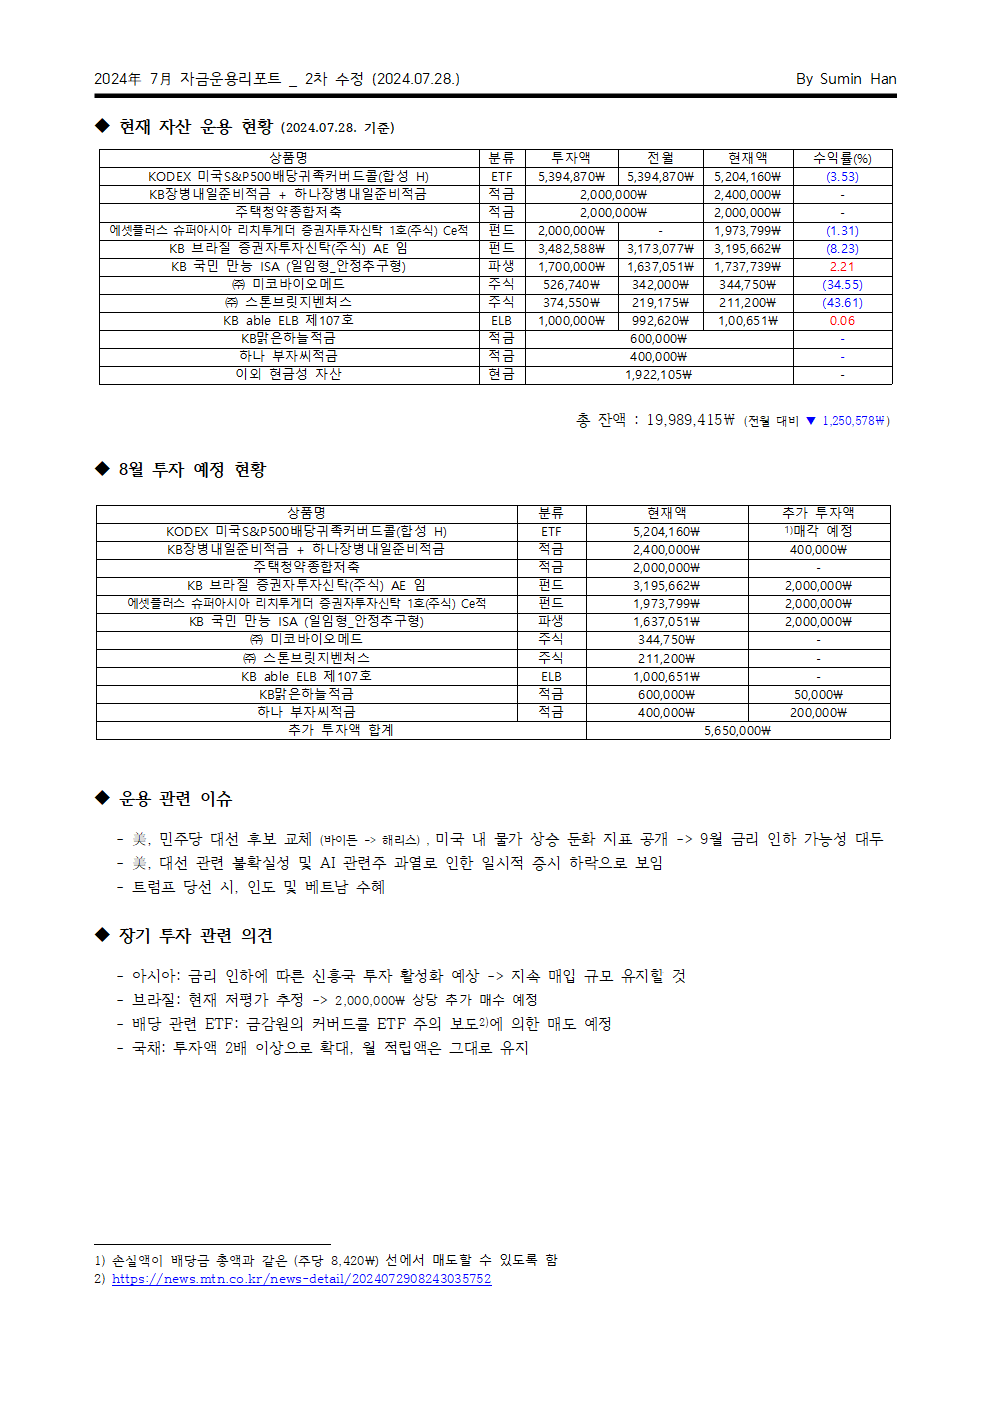 2024年 7月 자금운용리포트 _ 2차 수정 (2024.07.28.) By Sumin Han
◆ 현재 자산 운용 현황 (2024.07.28. 기준)
상품명 분류 투자액 전월 현재액 수익률(%)
KODEX 미국S&P500배당귀족커버드콜(합성 H) ETF 5,394,870₩ 5,394,870₩ 5,204,160₩ (3.53)
KB장병내일준비적금 + 하나장병내일준비적금 적금 2,000,000₩ 2,400,000₩ -
주택청약종합저축 적금 2,000,000₩ 2,000,000₩ -
에셋플러스 슈퍼아시아 리치투게더 증권자투자신탁 1호(주식) Ce적 펀드 2,000,000₩ - 1,973,799₩ (1.31)
KB 브라질 증권자투자신탁(주식) AE 임 펀드 3,482,588₩ 3,173,077₩ 3,195,662₩ (8.23)
KB 국민 만능 ISA (일임형_안정추구형) 파생 1,700,000₩ 1,637,051₩ 1,737,739₩ 2.21
㈜ 미코바이오메드 주식 526,740₩ 342,000₩ 344,750₩ (34.55)
㈜ 스톤브릿지벤처스 주식 374,550₩ 219,175₩ 211,200₩ (43.61)
KB able ELB 제107호 ELB 1,000,000₩ 992,620₩ 1,00,651₩ 0.06
KB맑은하늘적금 적금 600,000₩ -
하나 부자씨적금 적금 400,000₩ -
이외 현금성 자산 현금 1,922,105₩ -
총 잔액 : 19,989,415₩ (전월 대비 ▼ 1,250,578₩)
◆ 8월 투자 예정 현황
상품명 분류 현재액 추가 투자액
KODEX 미국S&P500배당귀족커버드콜(합성 H) ETF 5,204,160₩ 1)매각 예정
KB장병내일준비적금 + 하나장병내일준비적금 적금 2,400,000₩ 400,000₩
주택청약종합저축 적금 2,000,000₩ -
KB 브라질 증권자투자신탁(주식) AE 임 펀드 3,195,662₩ 2,000,000₩
에셋플러스 슈퍼아시아 리치투게더 증권자투자신탁 1호(주식) Ce적 펀드 1,973,799₩ 2,000,000₩
KB 국민 만능 ISA (일임형_안정추구형) 파생 1,637,051₩ 2,000,000₩
㈜ 미코바이오메드 주식 344,750₩ -
㈜ 스톤브릿지벤처스 주식 211,200₩ -
KB able ELB 제107호 ELB 1,000,651₩ -
KB맑은하늘적금 적금 600,000₩ 50,000₩
하나 부자씨적금 적금 400,000₩ 200,000₩
추가 투자액 합계 5,650,000₩
◆ 운용 관련 이슈
- 美, 민주당 대선 후보 교체 (바이든 -> 해리스) , 미국 내 물가 상승 둔화 지표 공개 -> 9월 금리 인하 가능성 대두
- 美, 대선 관련 불확실성 및 AI 관련주 과열로 인한 일시적 증시 하락으로 보임
- 트럼프 당선 시, 인도 및 베트남 수혜
◆ 장기 투자 관련 의견
- 아시아: 금리 인하에 따른 신흥국 투자 활성화 예상 -> 지속 매입 규모 유지할 것
- 브라질: 현재 저평가 추정 -> 2,000,000₩ 상당 추가 매수 예정
- 배당 관련 ETF: 금감원의 커버드콜 ETF 주의 보도2)에 의한 매도 예정
- 국채: 투자액 2배 이상으로 확대, 월 적립액은 그대로 유지
1) 손실액이 배당금 총액과 같은 (주당 8,420₩) 선에서 매도할 수 있도록 함
2) https://news.mtn.co.kr/news-detail/2024072908243035752